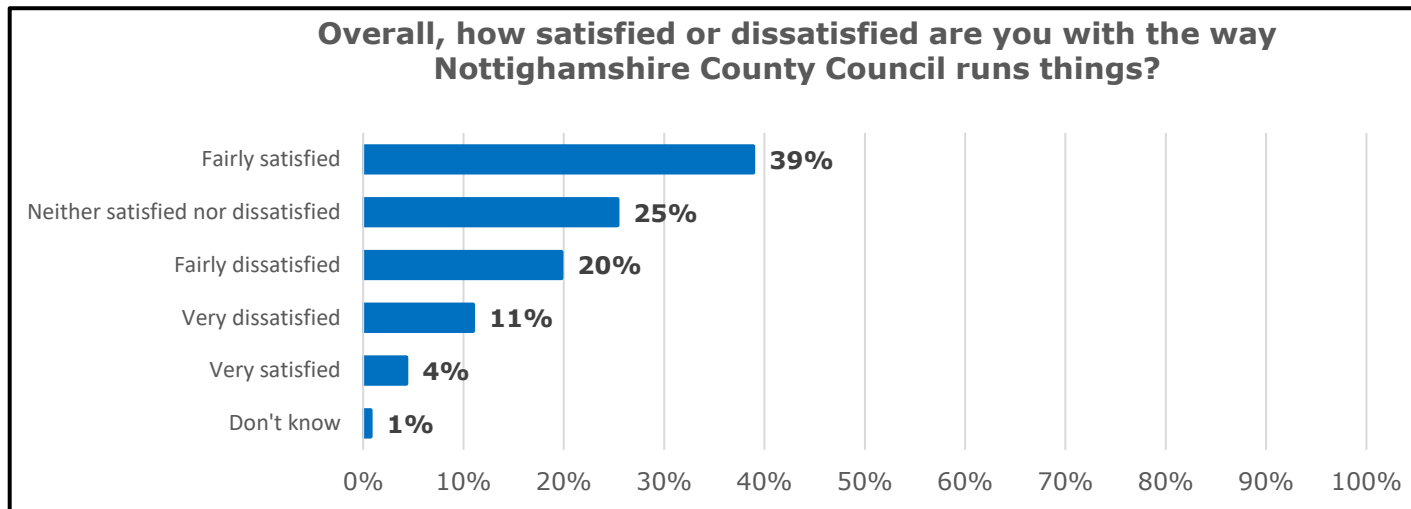 Overall, how satisfied or dissatisfied are you with the way
Nottighamshire County Council runs things?
Fairly satisfied 39%
Neither satisfied nor dissatisfied 25%
Fairly dissatisfied 20%
Very dissatisfied 11%
Very satisfied 4%
Don't know 1%
0% 10% 20% 30% 40% 50% 60% 70% 80% 90% 100%